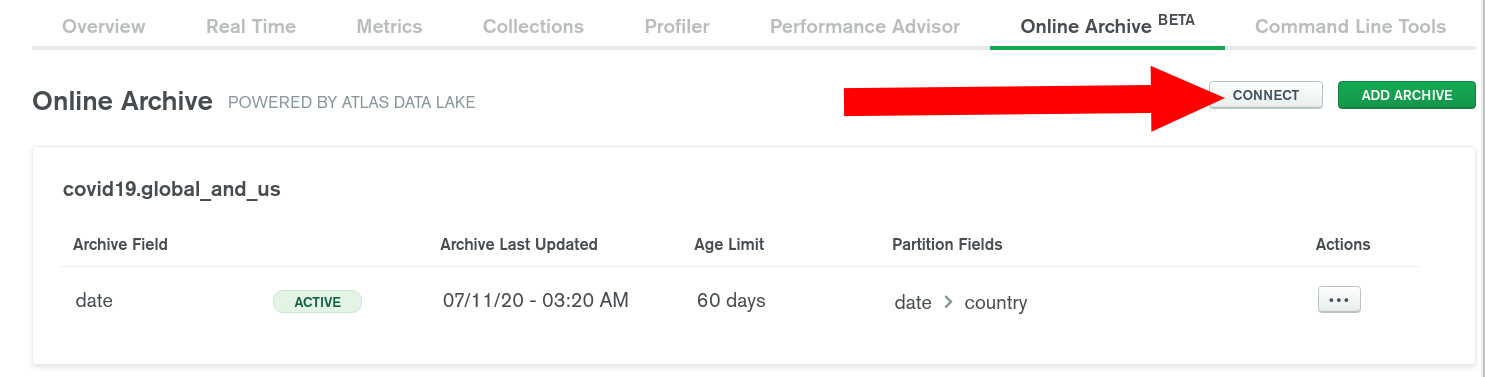 Overview Real Time Metrics Collections Profiler Performance Advisor Online Archive BETA Command Line Tools
Online Archive POWERED BY ATLAS DATA LAKE CONNECT ADD ARCHIVE
covid19.global_and_us
Archive Field Archive Last Updated Age Limit Partition Fields Actions
date ACTIVE 07/11/20 - 03:20 AM 60 days date > country ...